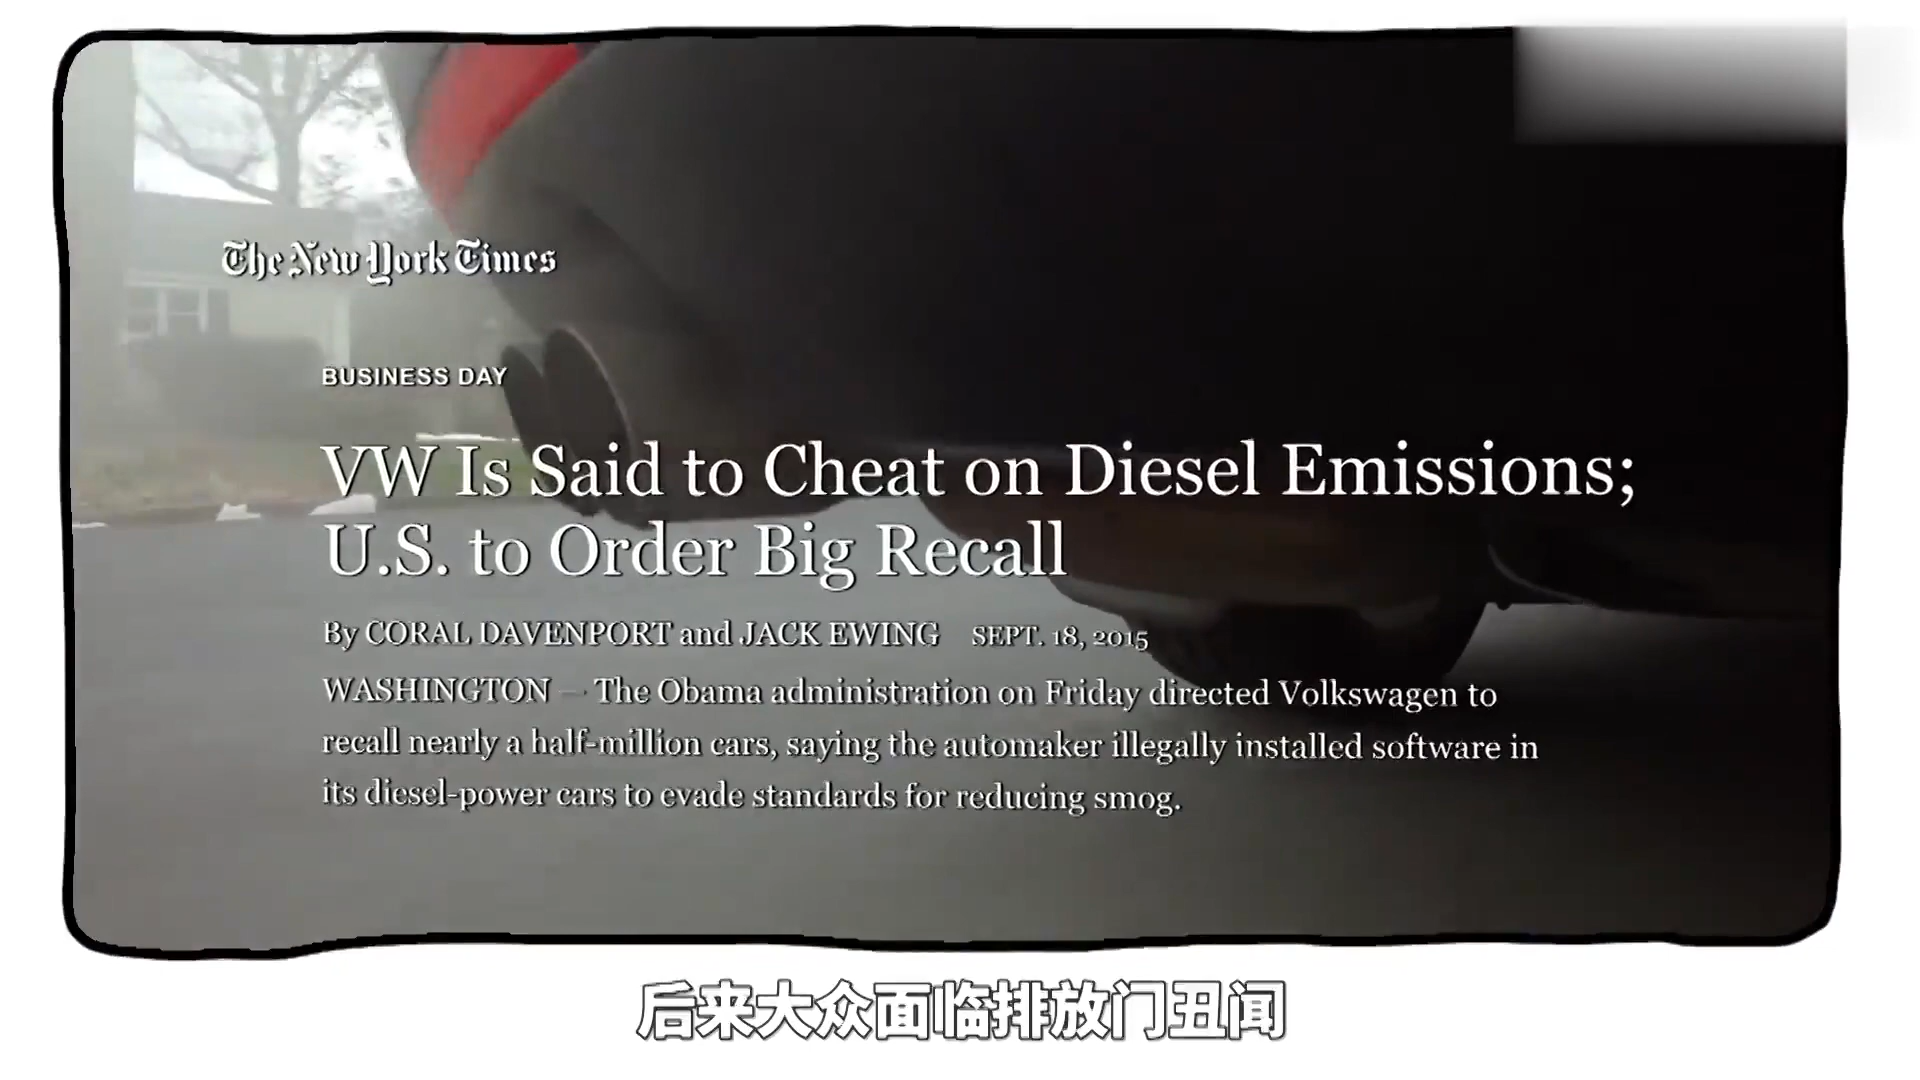 The New York Times
BUSINESS DAY
VW Is Said to Cheat on Diesel Emissions;
U.S. to Order Big Recall
By CORAL DAVENPORT and JACK EWING SEPT. 18, 2015
WASHINGTON — The Obama administration on Friday directed Volkswagen to
recall nearly a half-million cars, saying the automaker illegally installed software in
its diesel-power cars to evade standards for reducing smog.
后来大众面临排放门丑闻